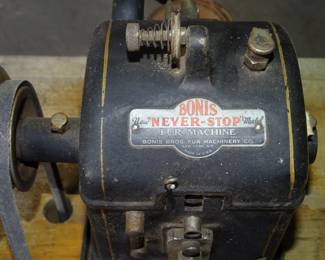 BONIS
New "NEVER-STOP" Model
FUR MACHINE
BONIS BROS. FUR MACHINERY CO.